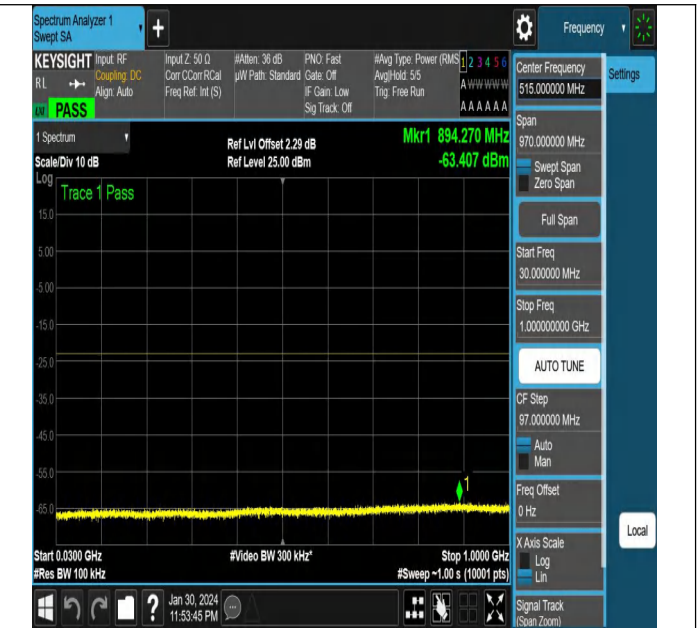 Spectrum Analyzer 1
Swept SA
+
Frequency
KEYSIGHT
RL
PASS
Input: RF
Coupling: DC
Align: Auto
Input Z: 50 Ω
Corr CCorr RCal
Freq Ref: Int (S)
#Atten: 36 dB
µW Path: Standard
PNO: Fast
Gate: Off
IF Gain: Low
Sig Track: Off
#Avg Type: Power (RMS
Avg|Hold: 5/5
Trig: Free Run
1 2 3 4 5 6
A W W W W W
A A A A A A
1 Spectrum
Scale/Div 10 dB
Ref Lvl Offset 2.29 dB
Ref Level 25.00 dBm
Mkr1 894.270 MHz
-63.407 dBm
Log
Trace 1 Pass
15.0
5.00
-5.00
-15.0
-25.0
-35.0
-45.0
-55.0
-65.0
1
Start 0.0300 GHz
#Res BW 100 kHz
#Video BW 300 kHz*
Stop 1.0000 GHz
#Sweep ~1.00 s (10001 pts)
Center Frequency
515.000000 MHz
Settings
Span
970.000000 MHz
Swept Span
Zero Span
Full Span
Start Freq
30.000000 MHz
Stop Freq
1.000000000 GHz
AUTO TUNE
CF Step
97.000000 MHz
Auto
Man
Freq Offset
0 Hz
X Axis Scale
Log
Lin
Local
Signal Track
(Span Zoom)
?
Jan 30, 2024
11:53:45 PM